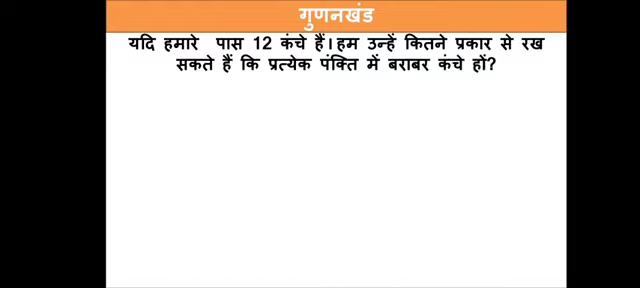 गुणनखंड
यदि हमारे पास 12 कंचे हैं। हम उन्हें कितने प्रकार से रख
सकते हैं कि प्रत्येक पंक्ति में बराबर कंचे हों?